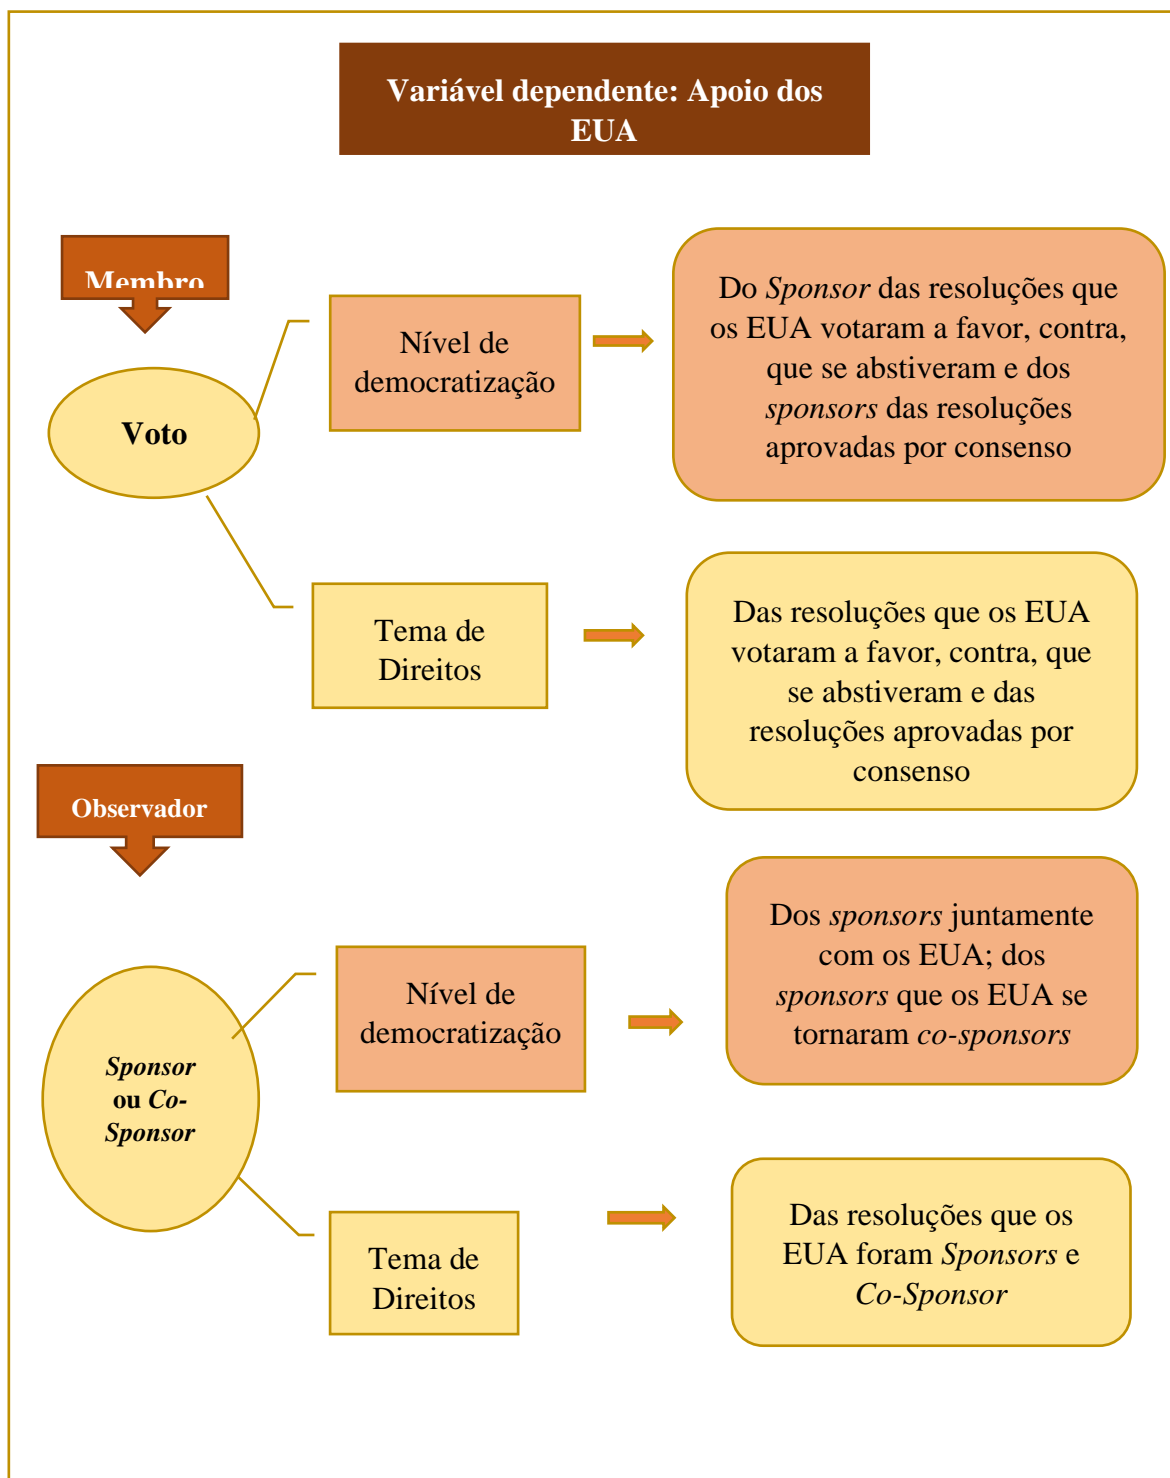 Variável dependente: Apoio dos
EUA
Membro
Voto
Nível de
democratização
Do Sponsor das resoluções que
os EUA votaram a favor, contra,
que se abstiveram e dos
sponsors das resoluções
aprovadas por consenso
Tema de
Direitos
Das resoluções que os EUA
votaram a favor, contra, que
se abstiveram e das
resoluções aprovadas por
consenso
Observador
Sponsor
ou Co-
Sponsor
Nível de
democratização
Dos sponsors juntamente
com os EUA; dos
sponsors que os EUA se
tornaram co-sponsors
Tema de
Direitos
Das resoluções que os
EUA foram Sponsors e
Co-Sponsor